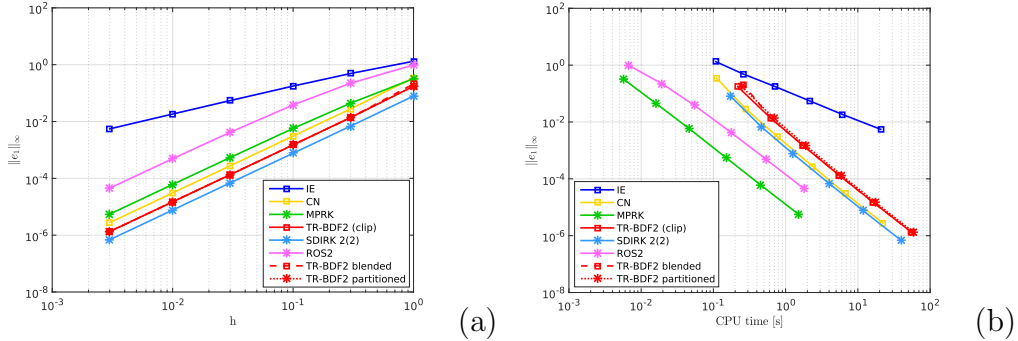 10^2
10^0
10^-2
10^-4
10^-6
10^-8
||e_1||_∞
10^-3
10^-2
10^-1
10^0
h
IE
CN
MPRK
TR-BDF2 (clip)
SDIRK 2(2)
ROS2
TR-BDF2 blended
TR-BDF2 partitioned
(a)
10^2
10^0
10^-2
10^-4
10^-6
10^-8
||e_1||_∞
10^-3
10^-2
10^-1
10^0
10^1
10^2
CPU time [s]
IE
CN
MPRK
TR-BDF2 (clip)
SDIRK 2(2)
ROS2
TR-BDF2 blended
TR-BDF2 partitioned
(b)